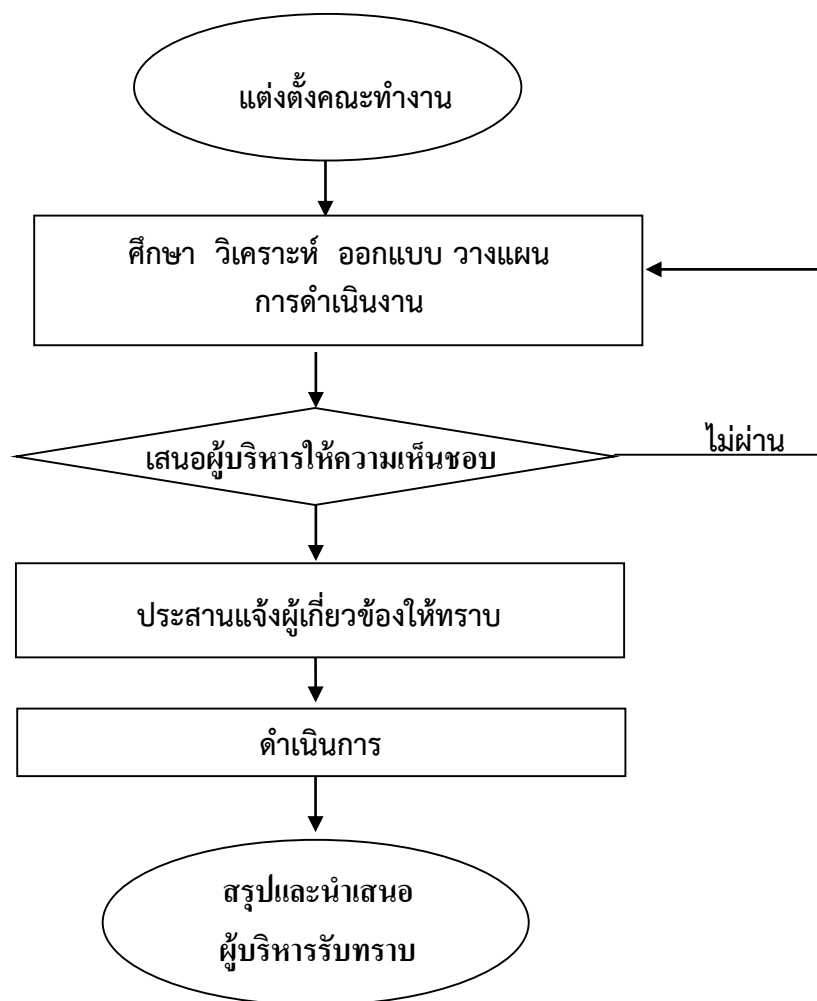 แต่งตั้งคณะทำงาน
ศึกษา วิเคราะห์ ออกแบบ วางแผน
การดำเนินงาน
เสนอผู้บริหารให้ความเห็นชอบ
ไม่ผ่าน
ประสานแจ้งผู้เกี่ยวข้องให้ทราบ
ดำเนินการ
สรุปและนำเสนอ
ผู้บริหารรับทราบ